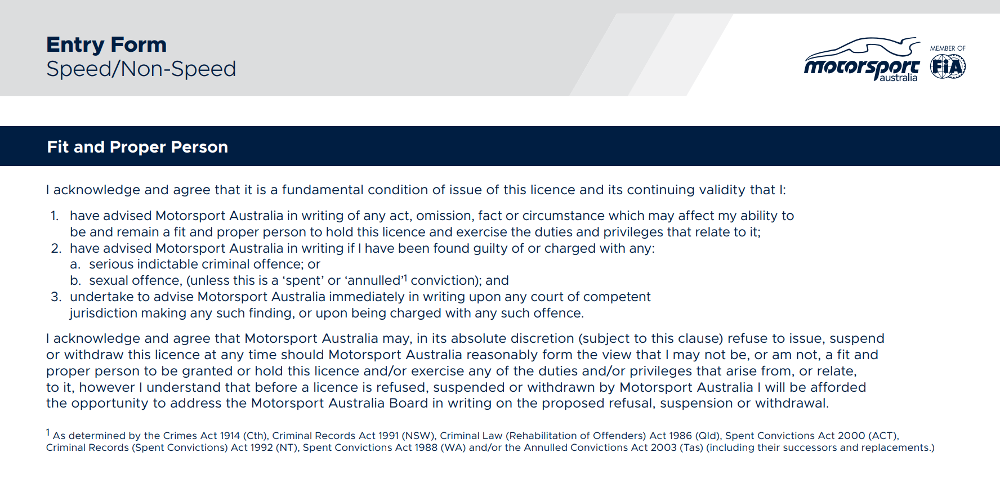 Entry Form
Speed/Non-Speed
motorsport
australia
MEMBER OF
FiA
Fit and Proper Person
I acknowledge and agree that it is a fundamental condition of issue of this licence and its continuing validity that I:
1. have advised Motorsport Australia in writing of any act, omission, fact or circumstance which may affect my ability to
be and remain a fit and proper person to hold this licence and exercise the duties and privileges that relate to it;
2. have advised Motorsport Australia in writing if I have been found guilty of or charged with any:
a. serious indictable criminal offence; or
b. sexual offence, (unless this is a ‘spent’ or ‘annulled’¹ conviction); and
3. undertake to advise Motorsport Australia immediately in writing upon any court of competent
jurisdiction making any such finding, or upon being charged with any such offence.
I acknowledge and agree that Motorsport Australia may, in its absolute discretion (subject to this clause) refuse to issue, suspend
or withdraw this licence at any time should Motorsport Australia reasonably form the view that I may not be, or am not, a fit and
proper person to be granted or hold this licence and/or exercise any of the duties and/or privileges that arise from, or relate,
to it, however I understand that before a licence is refused, suspended or withdrawn by Motorsport Australia I will be afforded
the opportunity to address the Motorsport Australia Board in writing on the proposed refusal, suspension or withdrawal.
¹ As determined by the Crimes Act 1914 (Cth), Criminal Records Act 1991 (NSW), Criminal Law (Rehabilitation of Offenders) Act 1986 (Qld), Spent Convictions Act 2000 (ACT),
Criminal Records (Spent Convictions) Act 1992 (NT), Spent Convictions Act 1988 (WA) and/or the Annulled Convictions Act 2003 (Tas) (including their successors and replacements.)